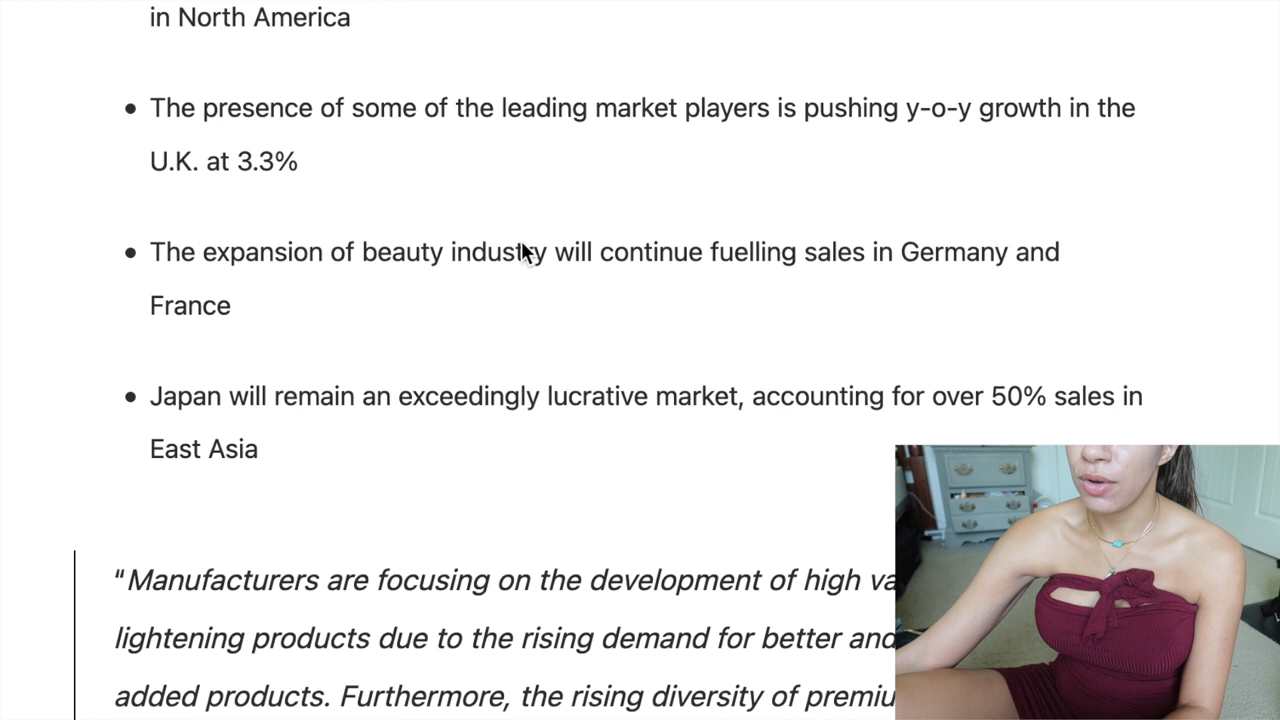 in North America
The presence of some of the leading market players is pushing y-o-y growth in the
U.K. at 3.3%
The expansion of beauty industry will continue fuelling sales in Germany and
France
Japan will remain an exceedingly lucrative market, accounting for over 50% sales in
East Asia
“Manufacturers are focusing on the development of high
lightening products due to the rising demand for better and
added products. Furthermore, the rising diversity of